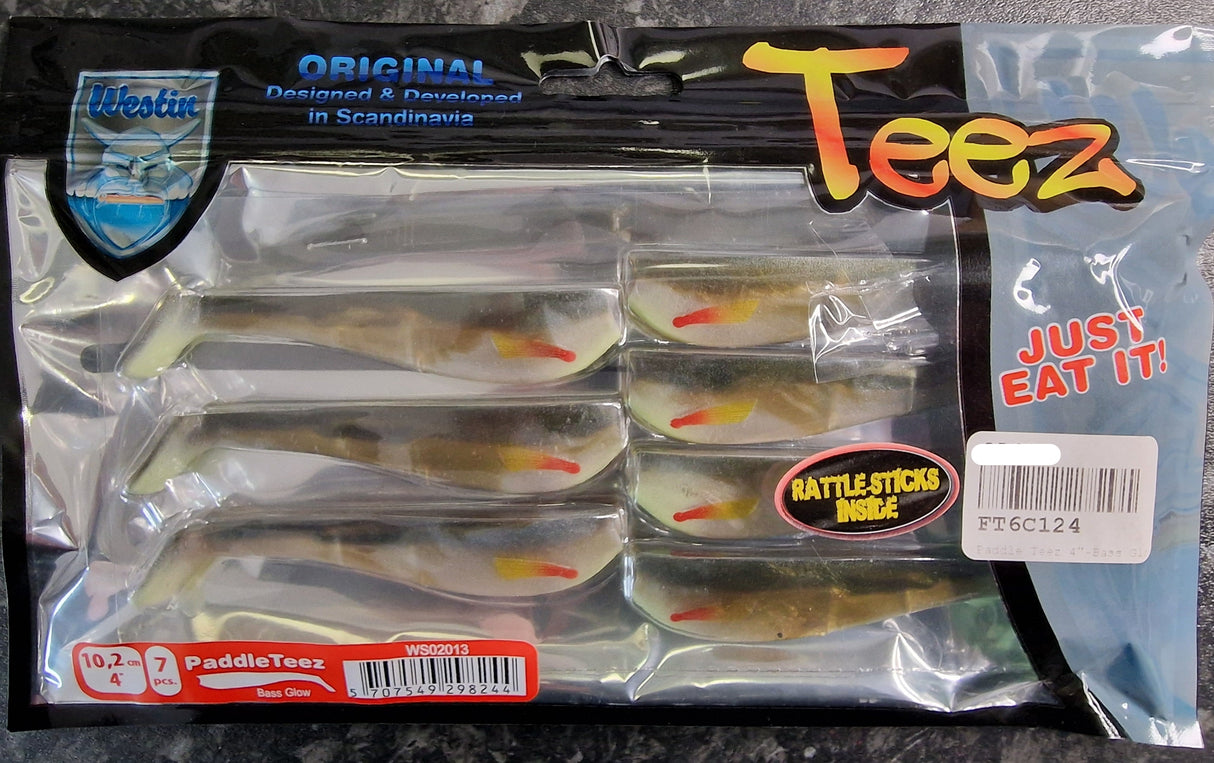 Westin
ORIGINAL
Designed & Developed
in Scandinavia
Teez
JUST
EAT IT!
RATTLE-STICKS
INSIDE
FT6C124
Paddle Teez 4"-Bass Gl
10,2 cm
4"
7
pcs.
PaddleTeez
Bass Glow
WS02013
5 707549 298244